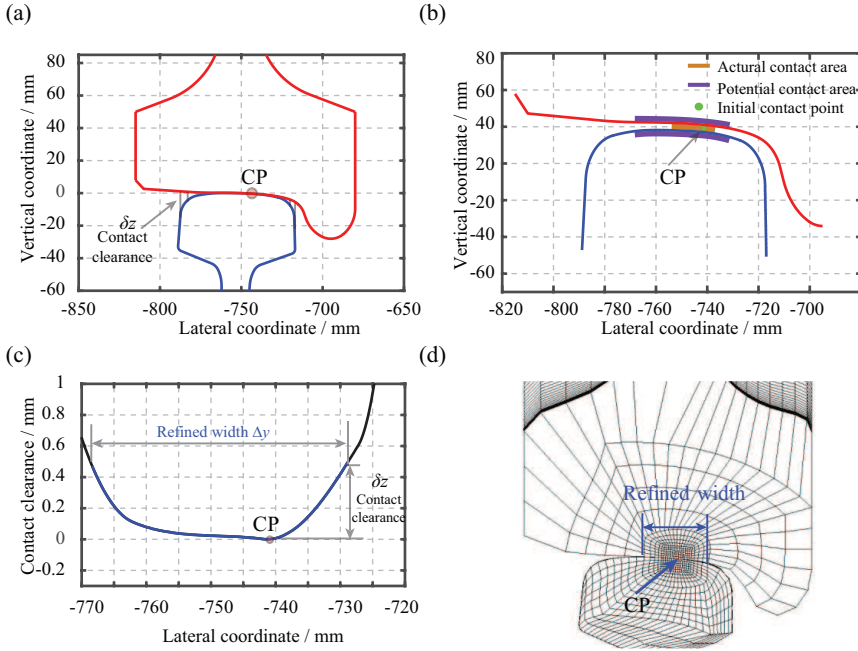 (a)
80
60
40
20
0
-20
-40
-60
-850
-800
-750
-700
-650
Vertical coordinate / mm
Lateral coordinate / mm
CP
δz
Contact
clearance
(b)
80
60
40
20
0
-20
-40
-60
-820
-800
-780
-760
-740
-720
-700
Vertical coordinate / mm
Lateral coordinate / mm
Actural contact area
Potential contact area
Initial contact point
CP
(c)
1
0.8
0.6
0.4
0.2
0
-0.2
-770
-760
-750
-740
-730
-720
Contact clearance / mm
Lateral coordinate / mm
Refined width Δy
CP
δz
Contact
clearance
(d)
Refined width
CP